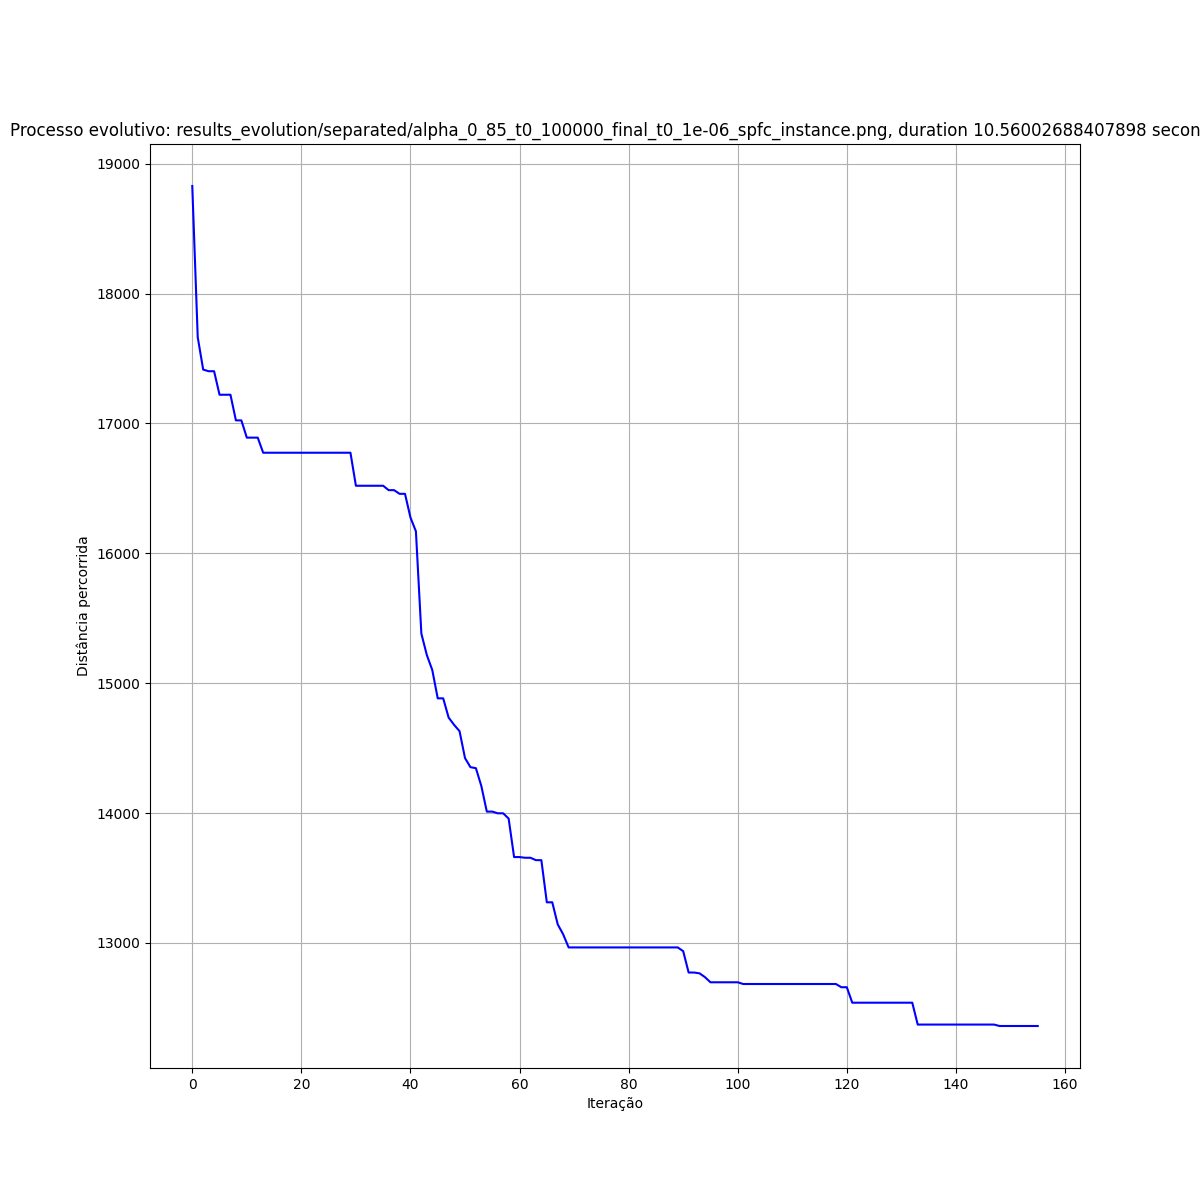 Processo evolutivo: results_evolution/separated/alpha_0_85_t0_100000_final_t0_1e-06_spfc_instance.png, duration 10.56002688407898 secon
19000
18000
17000
16000
15000
14000
13000
Distância percorrida
0 20 40 60 80 100 120 140 160
Iteração